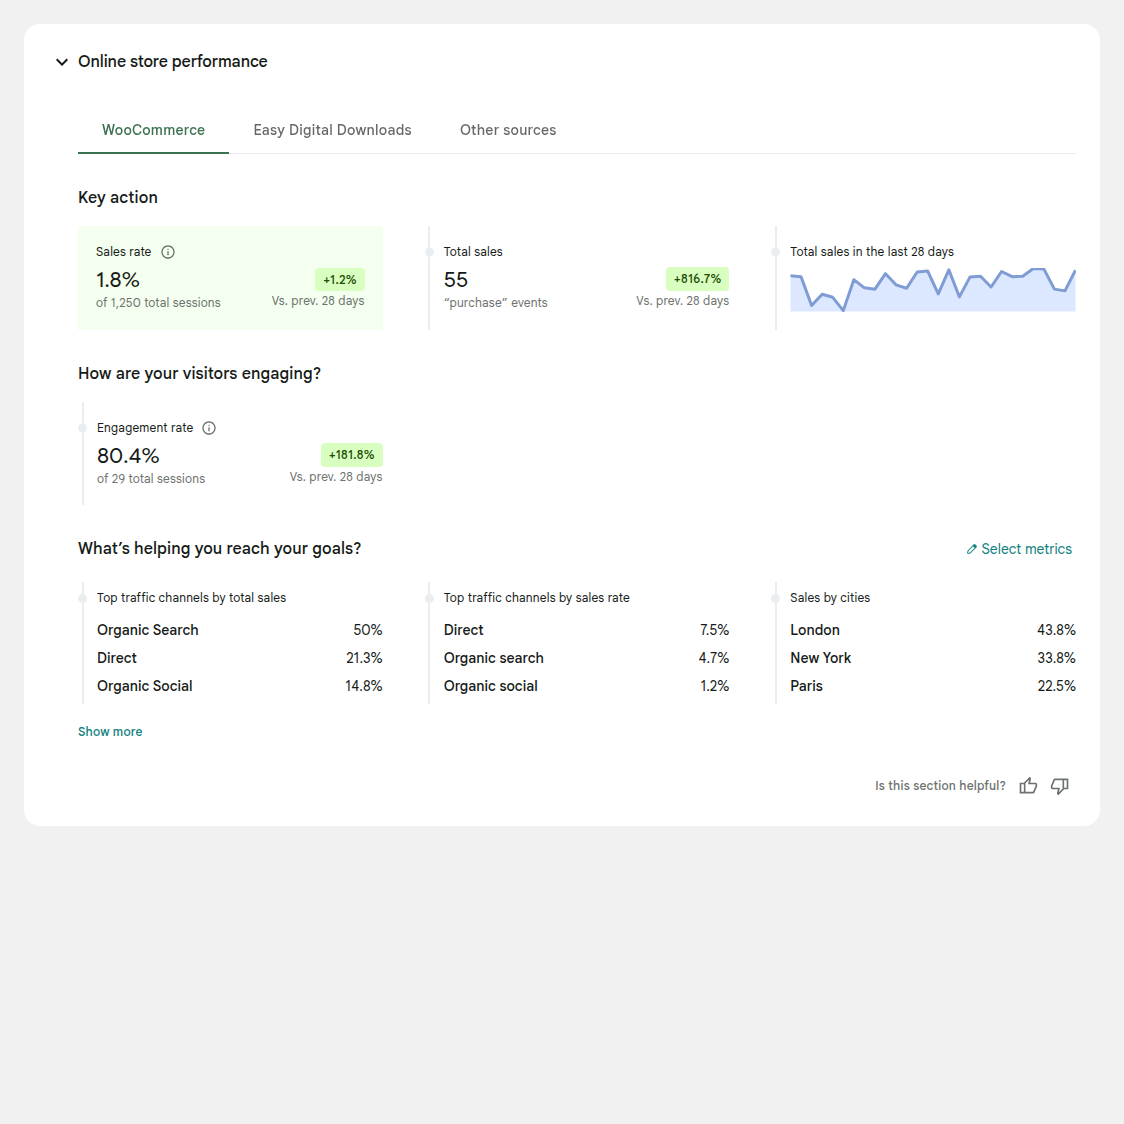 Online store performance
WooCommerce
Easy Digital Downloads
Other sources
Key action
Sales rate
1.8%
+1.2%
of 1,250 total sessions
Vs. prev. 28 days
Total sales
55
+816.7%
“purchase” events
Vs. prev. 28 days
Total sales in the last 28 days
How are your visitors engaging?
Engagement rate
80.4%
+181.8%
of 29 total sessions
Vs. prev. 28 days
What’s helping you reach your goals?
Select metrics
Top traffic channels by total sales
Organic Search 50%
Direct 21.3%
Organic Social 14.8%
Top traffic channels by sales rate
Direct 7.5%
Organic search 4.7%
Organic social 1.2%
Sales by cities
London 43.8%
New York 33.8%
Paris 22.5%
Show more
Is this section helpful?